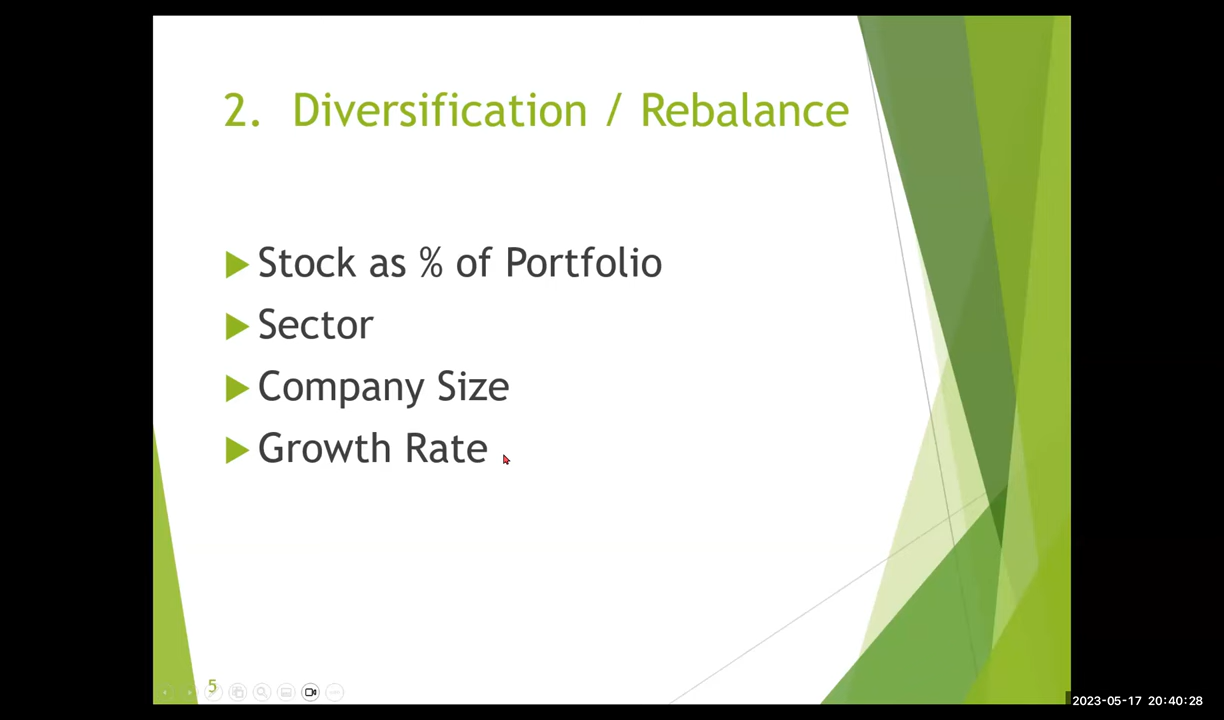 2. Diversification / Rebalance
Stock as % of Portfolio
Sector
Company Size
Growth Rate
5
2023-05-17 20:40:28